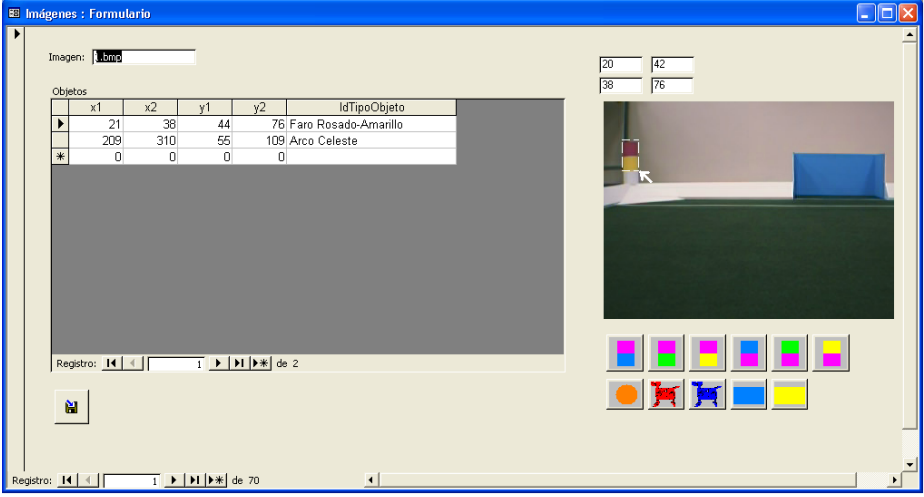 Imágenes : Formulario
Imagen: 1.bmp
20 42
38 76
Objetos
x1 x2 y1 y2 IdTipoObjeto
21 38 44 76 Faro Rosado-Amarillo
209 310 55 109 Arco Celeste
0 0 0 0
Registro: 1 de 2
Registro: 1 de 70